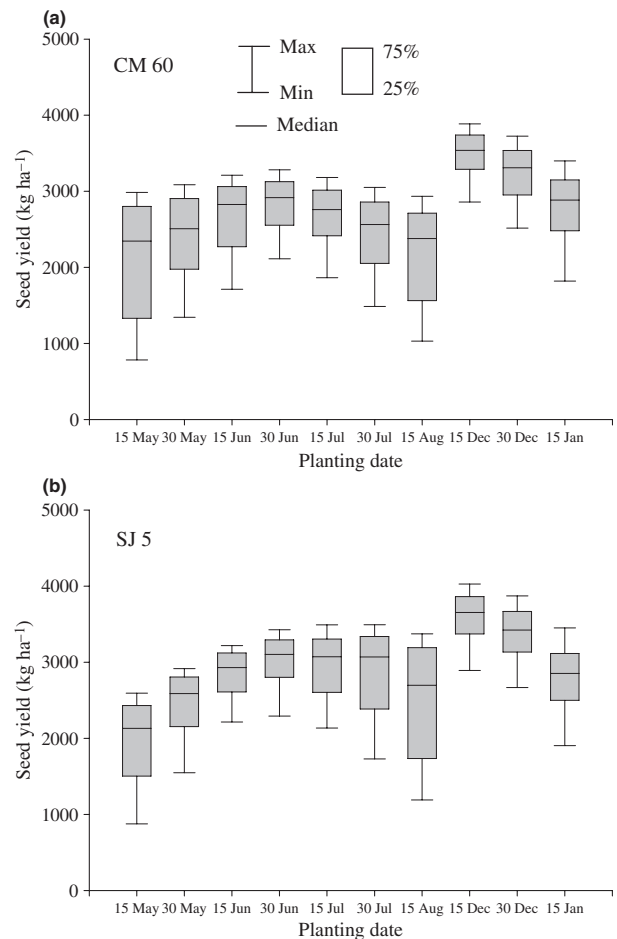 (a)
5000
CM 60
Max
Min
Median
75%
25%
4000
3000
2000
1000
0
Seed yield (kg ha⁻¹)
15 May 30 May 15 Jun 30 Jun 15 Jul 30 Jul 15 Aug 15 Dec 30 Dec 15 Jan
Planting date
(b)
5000
SJ 5
4000
3000
2000
1000
0
Seed yield (kg ha⁻¹)
15 May 30 May 15 Jun 30 Jun 15 Jul 30 Jul 15 Aug 15 Dec 30 Dec 15 Jan
Planting date